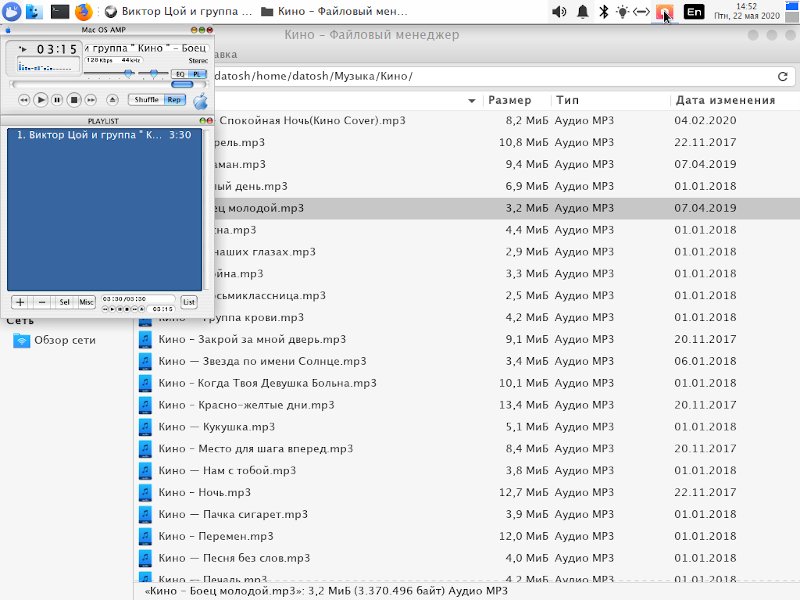 Виктор Цой и группа ...
Кино – Файловый мен...
En
14:52
Птн, 22 мая 2020
Mac OS AMP
Кино – Файловый менеджер
03:15
и группа " Кино " – Боец
128 Kbps 44kHz
Stereo
EQ PL
Shuffle Rep
datosh/home/datosh/Музыка/Кино/
Размер Тип Дата изменения
PLAYLIST
1. Виктор Цой и группа " К... 3:30
Спокойная Ночь(Кино Cover).mp3 8,2 МиБ Аудио MP3 04.02.2020
10,8 МиБ Аудио MP3 22.11.2017
9,4 МиБ Аудио MP3 07.04.2019
день.mp3 6,9 МиБ Аудио MP3 01.01.2018
молодой.mp3 3,2 МиБ Аудио MP3 07.04.2019
4,4 МиБ Аудио MP3 01.01.2018
наших глазах.mp3 2,9 МиБ Аудио MP3 01.01.2018
3,3 МиБ Аудио MP3 01.01.2018
2,5 МиБ Аудио MP3 01.01.2018
+ − Sel Misc 03:30/03:30 List
03:15
Сеть
Обзор сети
Кино — Группа крови.mp3 4,2 МиБ Аудио MP3 01.01.2018
Кино – Закрой за мной дверь.mp3 9,1 МиБ Аудио MP3 20.11.2017
Кино — Звезда по имени Солнце.mp3 3,4 МиБ Аудио MP3 06.01.2018
Кино – Когда Твоя Девушка Больна.mp3 10,1 МиБ Аудио MP3 01.01.2018
Кино – Красно-желтые дни.mp3 13,4 МиБ Аудио MP3 20.11.2017
Кино — Кукушка.mp3 5,1 МиБ Аудио MP3 01.01.2018
Кино – Место для шага вперед.mp3 8,4 МиБ Аудио MP3 20.11.2017
Кино — Нам с тобой.mp3 3,8 МиБ Аудио MP3 01.01.2018
Кино – Ночь.mp3 12,7 МиБ Аудио MP3 22.11.2017
Кино — Пачка сигарет.mp3 3,9 МиБ Аудио MP3 01.01.2018
Кино – Перемен.mp3 12,0 МиБ Аудио MP3 01.01.2018
Кино — Песня без слов.mp3 4,0 МиБ Аудио MP3 01.01.2018
Кино — Печаль.mp3 4,2 МиБ Аудио MP3 01.01.2018
«Кино – Боец молодой.mp3»: 3,2 МиБ (3.370.496 байт) Аудио MP3